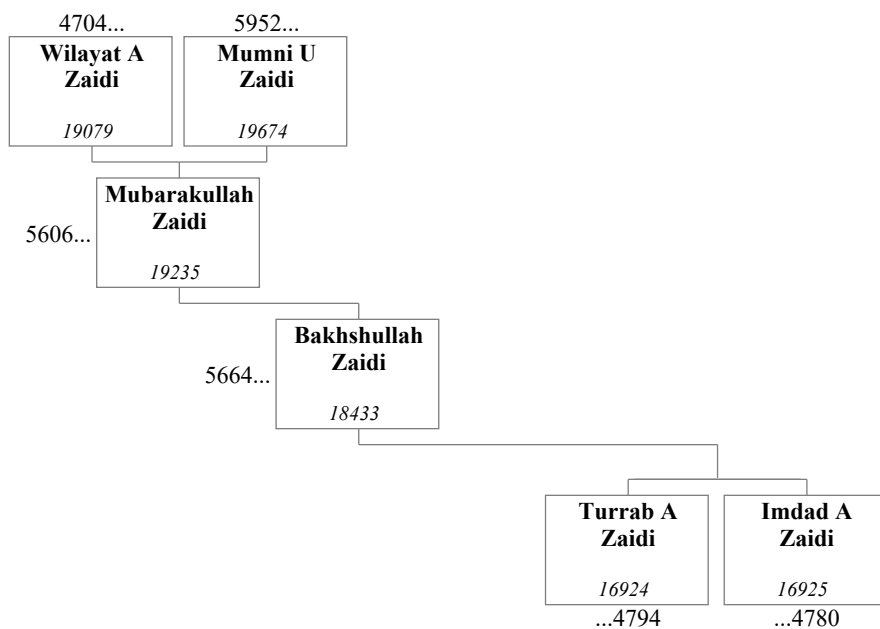 4704...
5952...
Wilayat A
Zaidi
19079
Mumni U
Zaidi
19674
5606...
Mubarakullah
Zaidi
19235
5664...
Bakhshullah
Zaidi
18433
Turrab A
Zaidi
16924
...4794
Imdad A
Zaidi
16925
...4780